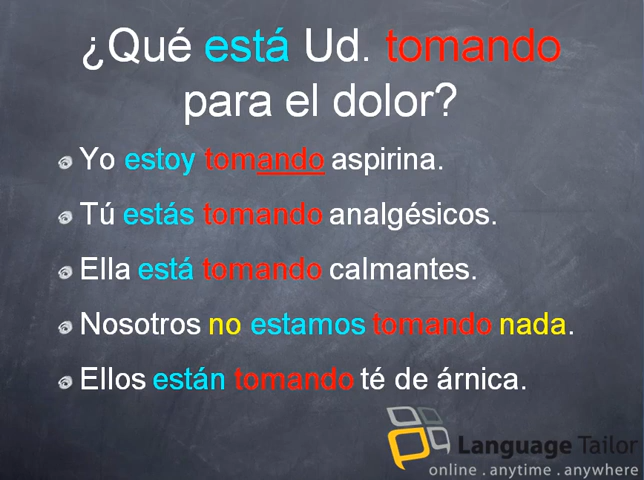 ¿Qué está Ud. tomando
para el dolor?
Yo estoy tomando aspirina.
Tú estás tomando analgésicos.
Ella está tomando calmantes.
Nosotros no estamos tomando nada.
Ellos están tomando té de árnica.
Language Tailor
online . anytime . anywhere